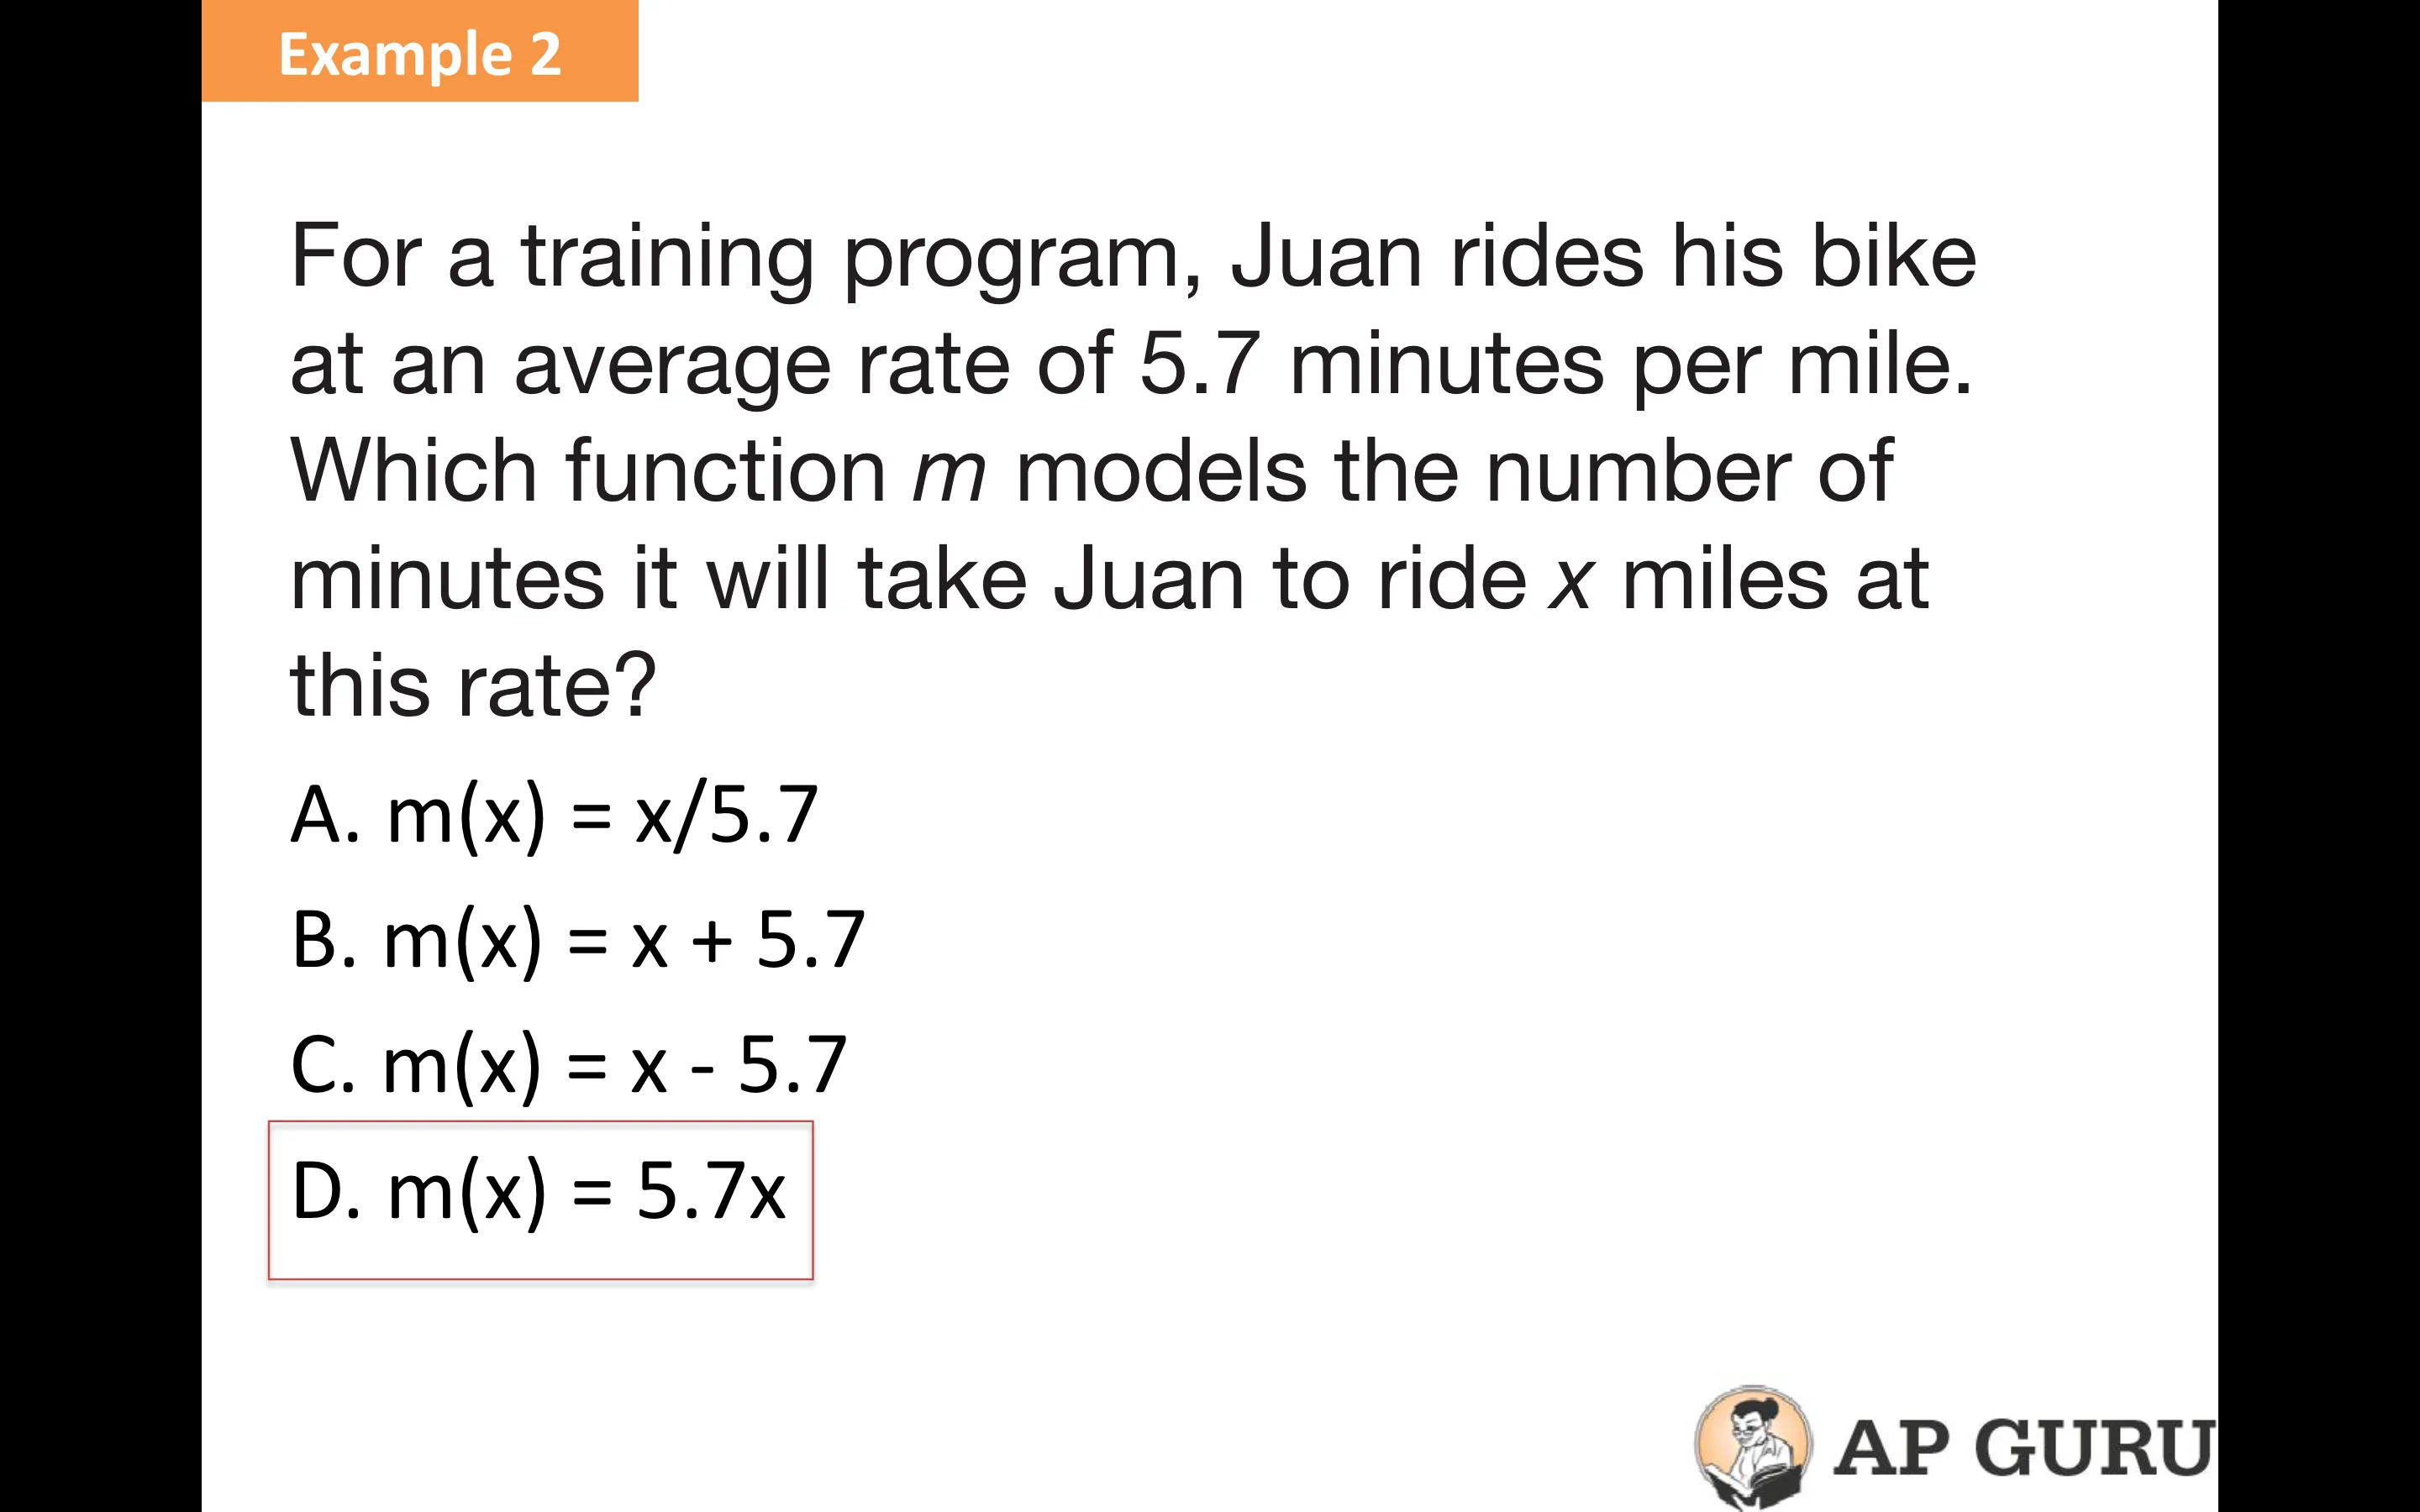 Example 2
For a training program, Juan rides his bike
at an average rate of 5.7 minutes per mile.
Which function m models the number of
minutes it will take Juan to ride x miles at
this rate?
A. m(x) = x/5.7
B. m(x) = x + 5.7
C. m(x) = x - 5.7
D. m(x) = 5.7x
AP GURU